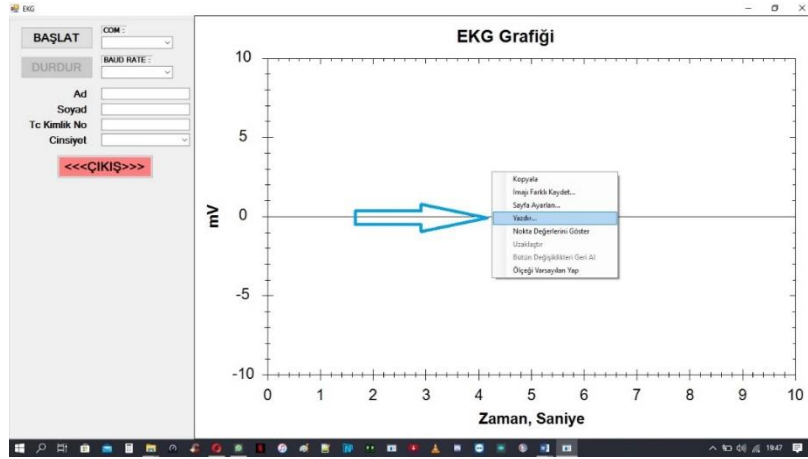 EKG
BAŞLAT
COM :
DURDUR
BAUD RATE :
Ad
Soyad
Tc Kimlik No
Cinsiyet
<<<ÇIKIŞ>>>
EKG Grafiği
10
5
0
-5
-10
mV
Kopyala
İmajı Farklı Kaydet...
Sayfa Ayarları...
Yazdır...
Nokta Değerlerini Göster
Uzaklaştır
Bütün Değişiklikleri Geri Al
Ölçeği Varsayılan Yap
0 1 2 3 4 5 6 7 8 9 10
Zaman, Saniye
19:47